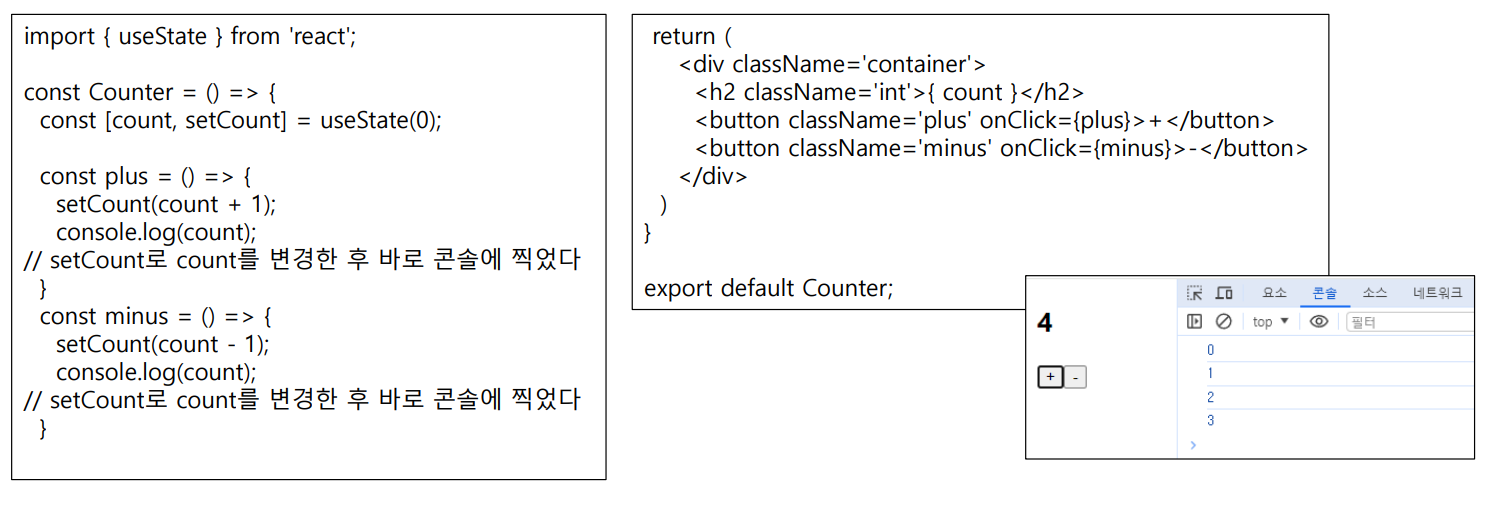 import { useState } from 'react';
const Counter = () => {
const [count, setCount] = useState(0);
const plus = () => {
setCount(count + 1);
console.log(count);
// setCount로 count를 변경한 후 바로 콘솔에 찍었다
}
const minus = () => {
setCount(count - 1);
console.log(count);
// setCount로 count를 변경한 후 바로 콘솔에 찍었다
}
return (
<div className='container'>
<h2 className='int'>{ count }</h2>
<button className='plus' onClick={plus}>+</button>
<button className='minus' onClick={minus}>-</button>
</div>
)
}
export default Counter;
4
+ -
요소 콘솔 소스 네트워크
top ▼ 필터
0
1
2
3